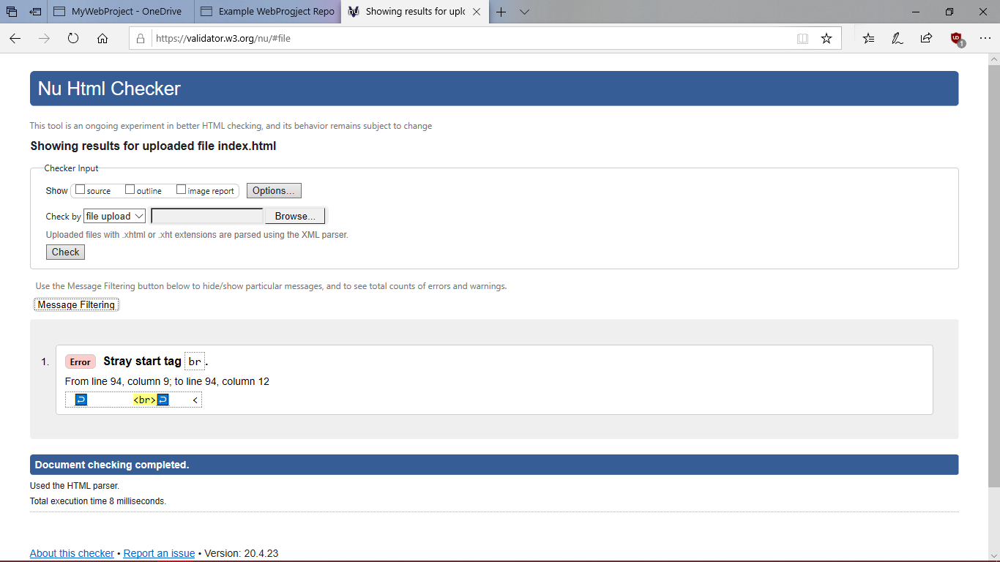 MyWebProject - OneDrive
Example WebProgject Repo
Showing results for uplo
https://validator.w3.org/nu/#file
1
Nu Html Checker
This tool is an ongoing experiment in better HTML checking, and its behavior remains subject to change
Showing results for uploaded file index.html
Checker Input
Show source outline image report Options...
Check by file upload Browse...
Uploaded files with .xhtml or .xht extensions are parsed using the XML parser.
Check
Use the Message Filtering button below to hide/show particular messages, and to see total counts of errors and warnings.
Message Filtering
1. Error Stray start tag br.
From line 94, column 9; to line 94, column 12
<br> <
Document checking completed.
Used the HTML parser.
Total execution time 8 milliseconds.
About this checker • Report an issue • Version: 20.4.23